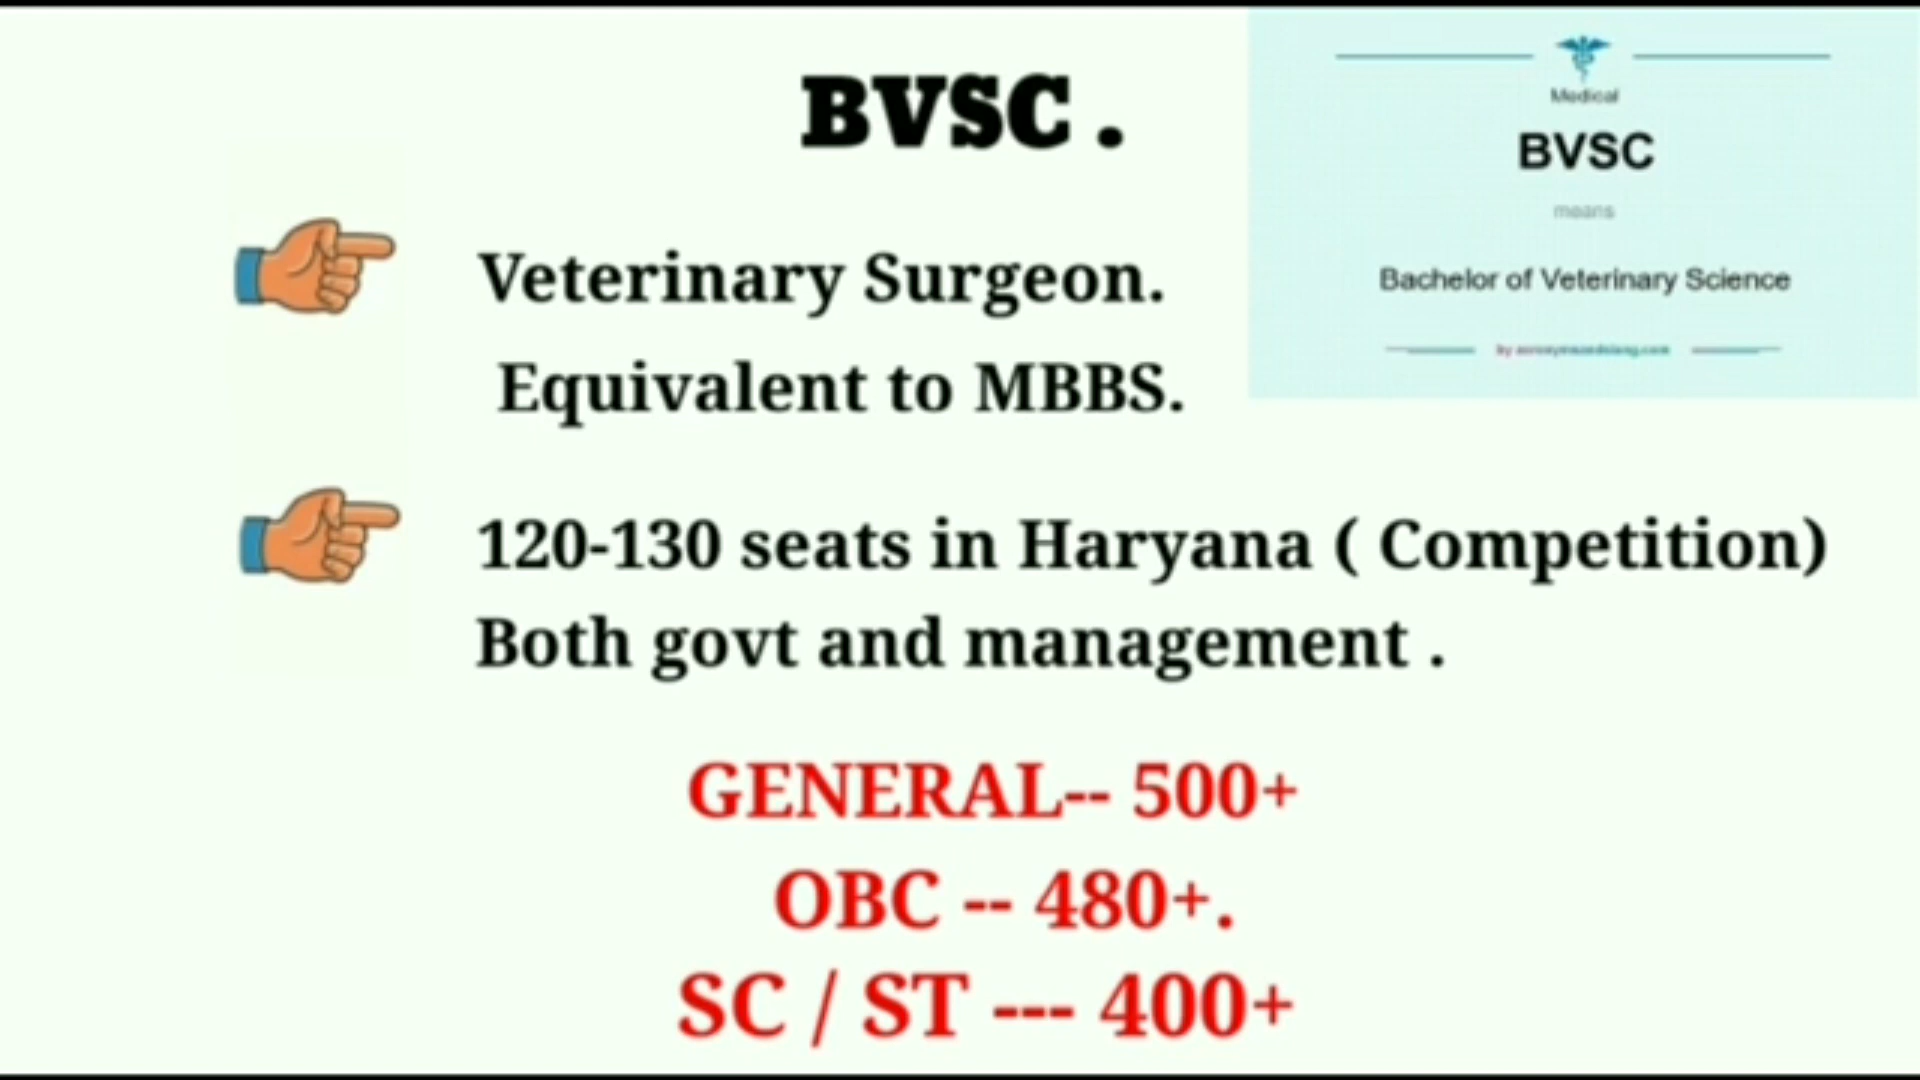 BVSC .
Medical
BVSC
means
Bachelor of Veterinary Science
Veterinary Surgeon.
Equivalent to MBBS.
120-130 seats in Haryana ( Competition)
Both govt and management .
GENERAL-- 500+
OBC -- 480+.
SC / ST --- 400+